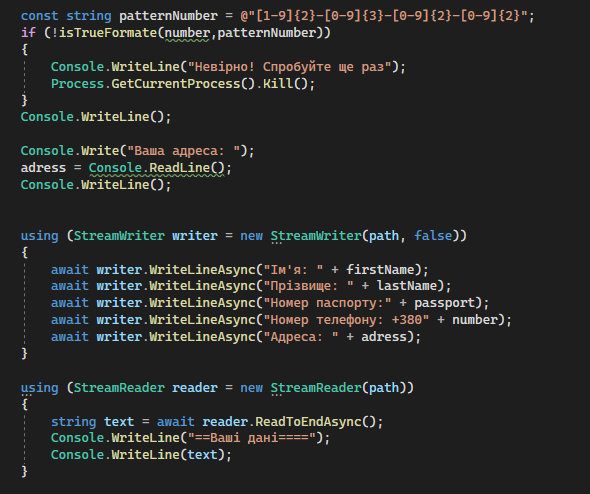 const string patternNumber = @"[1-9]{2}-[0-9]{3}-[0-9]{2}-[0-9]{2}";
if (!isTrueFormate(number,patternNumber))
{
    Console.WriteLine("Невірно! Спробуйте ще раз");
    Process.GetCurrentProcess().Kill();
}
Console.WriteLine();

Console.Write("Ваша адреса: ");
adress = Console.ReadLine();
Console.WriteLine();


using (StreamWriter writer = new StreamWriter(path, false))
{
    await writer.WriteLineAsync("Ім'я: " + firstName);
    await writer.WriteLineAsync("Прізвище: " + lastName);
    await writer.WriteLineAsync("Номер паспорту:" + passport);
    await writer.WriteLineAsync("Номер телефону: +380" + number);
    await writer.WriteLineAsync("Адреса: " + adress);
}

using (StreamReader reader = new StreamReader(path))
{
    string text = await reader.ReadToEndAsync();
    Console.WriteLine("==Ваші дані====");
    Console.WriteLine(text);
}